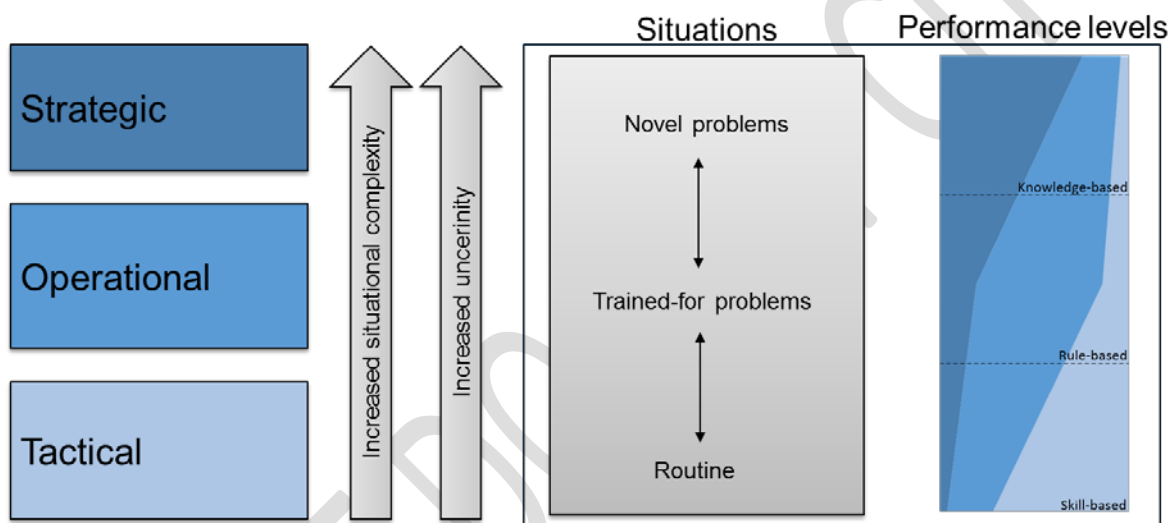 Situations
Performance levels
Strategic
Operational
Tactical
Increased situational complexity
Increased uncerinity
Novel problems
Trained-for problems
Routine
Knowledge-based
Rule-based
Skill-based